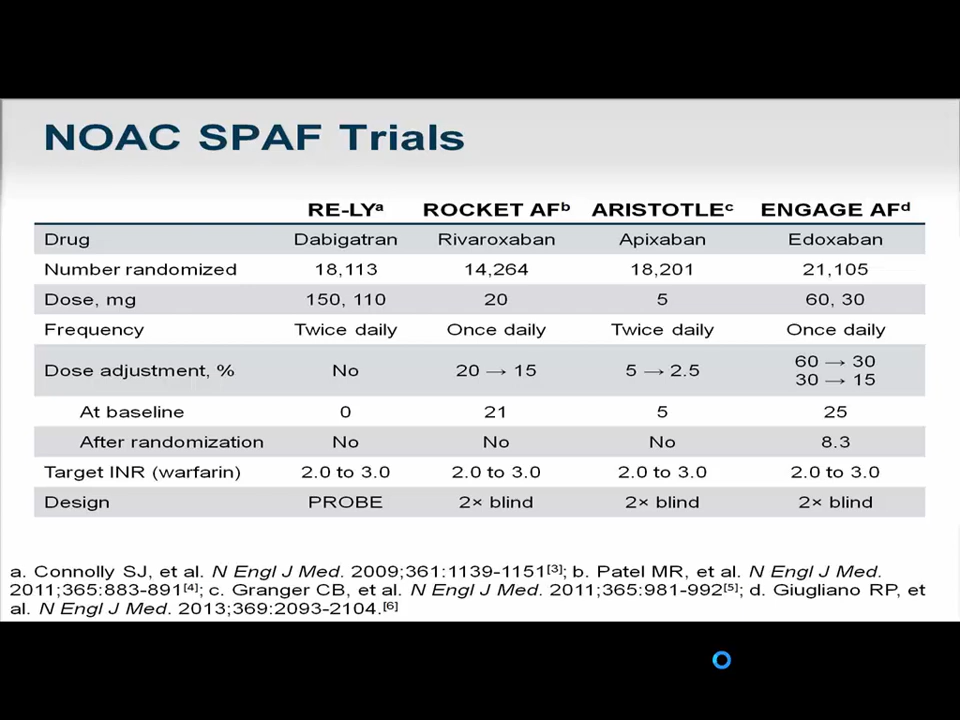 NOAC SPAF Trials
RE-LYᵃ ROCKET AFᵇ ARISTOTLEᶜ ENGAGE AFᵈ
Drug Dabigatran Rivaroxaban Apixaban Edoxaban
Number randomized 18,113 14,264 18,201 21,105
Dose, mg 150, 110 20 5 60, 30
Frequency Twice daily Once daily Twice daily Once daily
Dose adjustment, % No 20 → 15 5 → 2.5 60 → 30
30 → 15
At baseline 0 21 5 25
After randomization No No No 8.3
Target INR (warfarin) 2.0 to 3.0 2.0 to 3.0 2.0 to 3.0 2.0 to 3.0
Design PROBE 2× blind 2× blind 2× blind
a. Connolly SJ, et al. N Engl J Med. 2009;361:1139-1151[3]; b. Patel MR, et al. N Engl J Med.
2011;365:883-891[4]; c. Granger CB, et al. N Engl J Med. 2011;365:981-992[5]; d. Giugliano RP, et
al. N Engl J Med. 2013;369:2093-2104.[6]